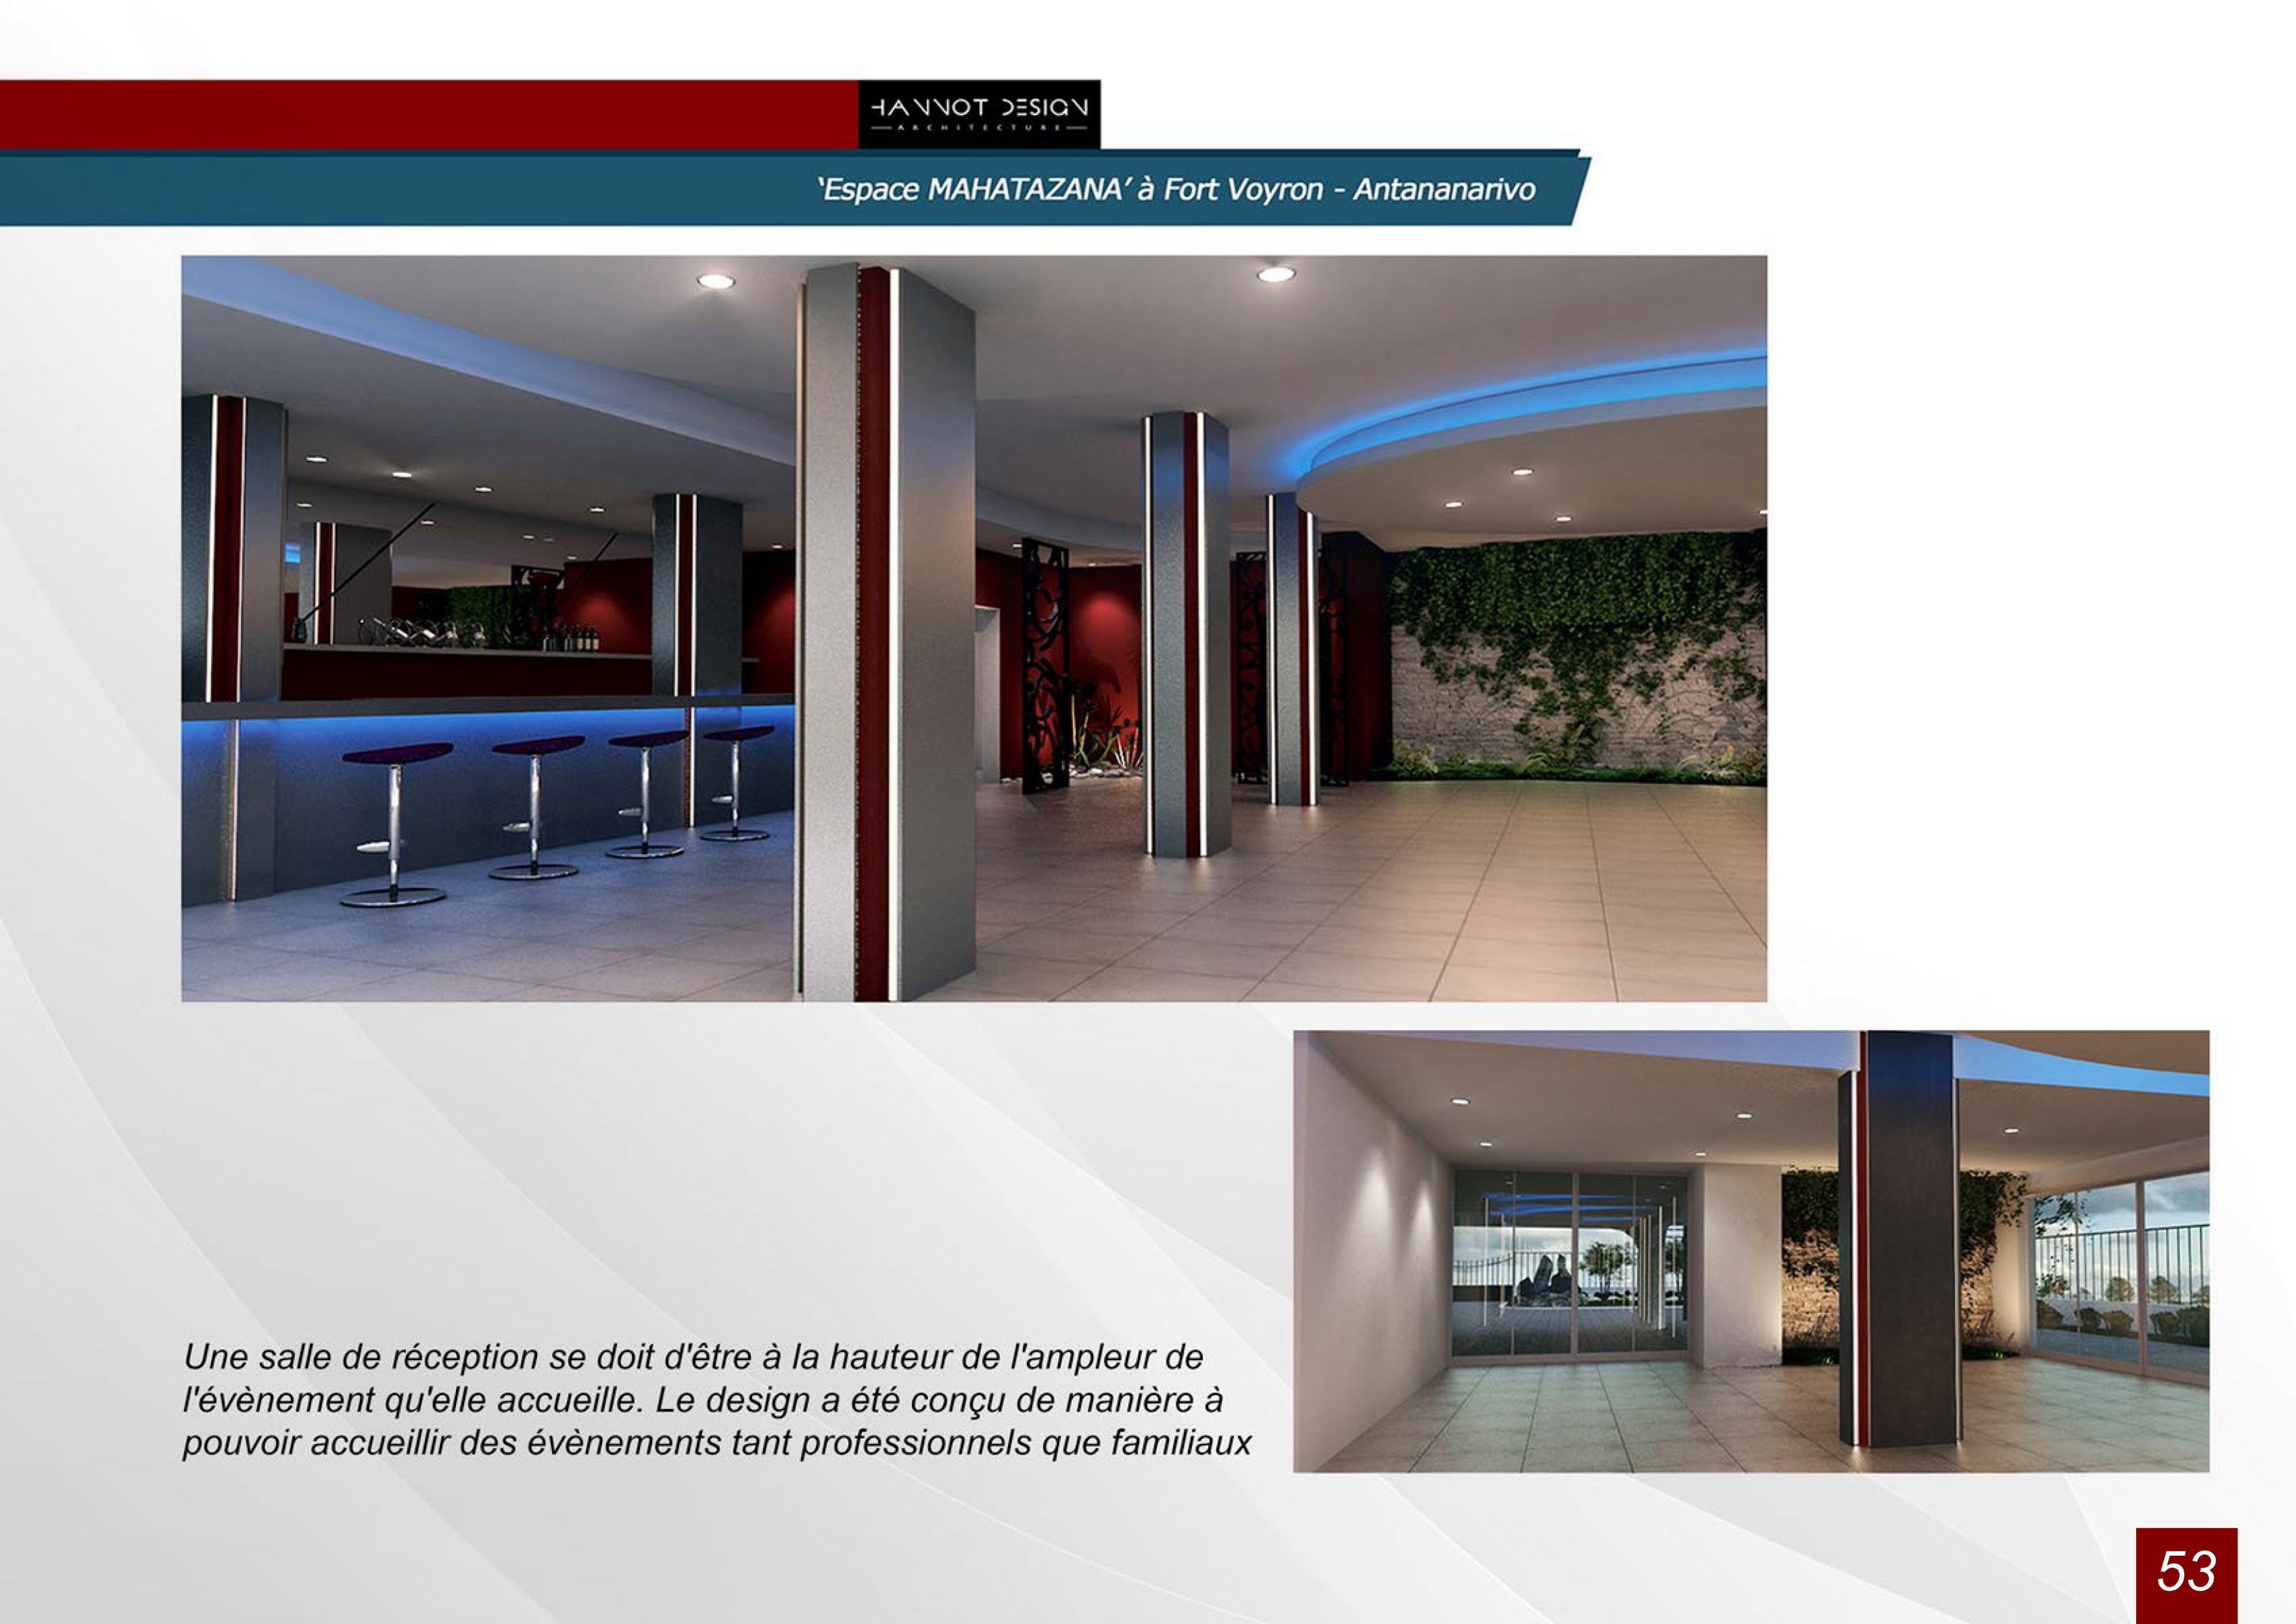 HANNOT DESIGN
ARCHITECTURE
‘Espace MAHATAZANA’ à Fort Voyron - Antananarivo
Une salle de réception se doit d'être à la hauteur de l'ampleur de
l'évènement qu'elle accueille. Le design a été conçu de manière à
pouvoir accueillir des évènements tant professionnels que familiaux
53